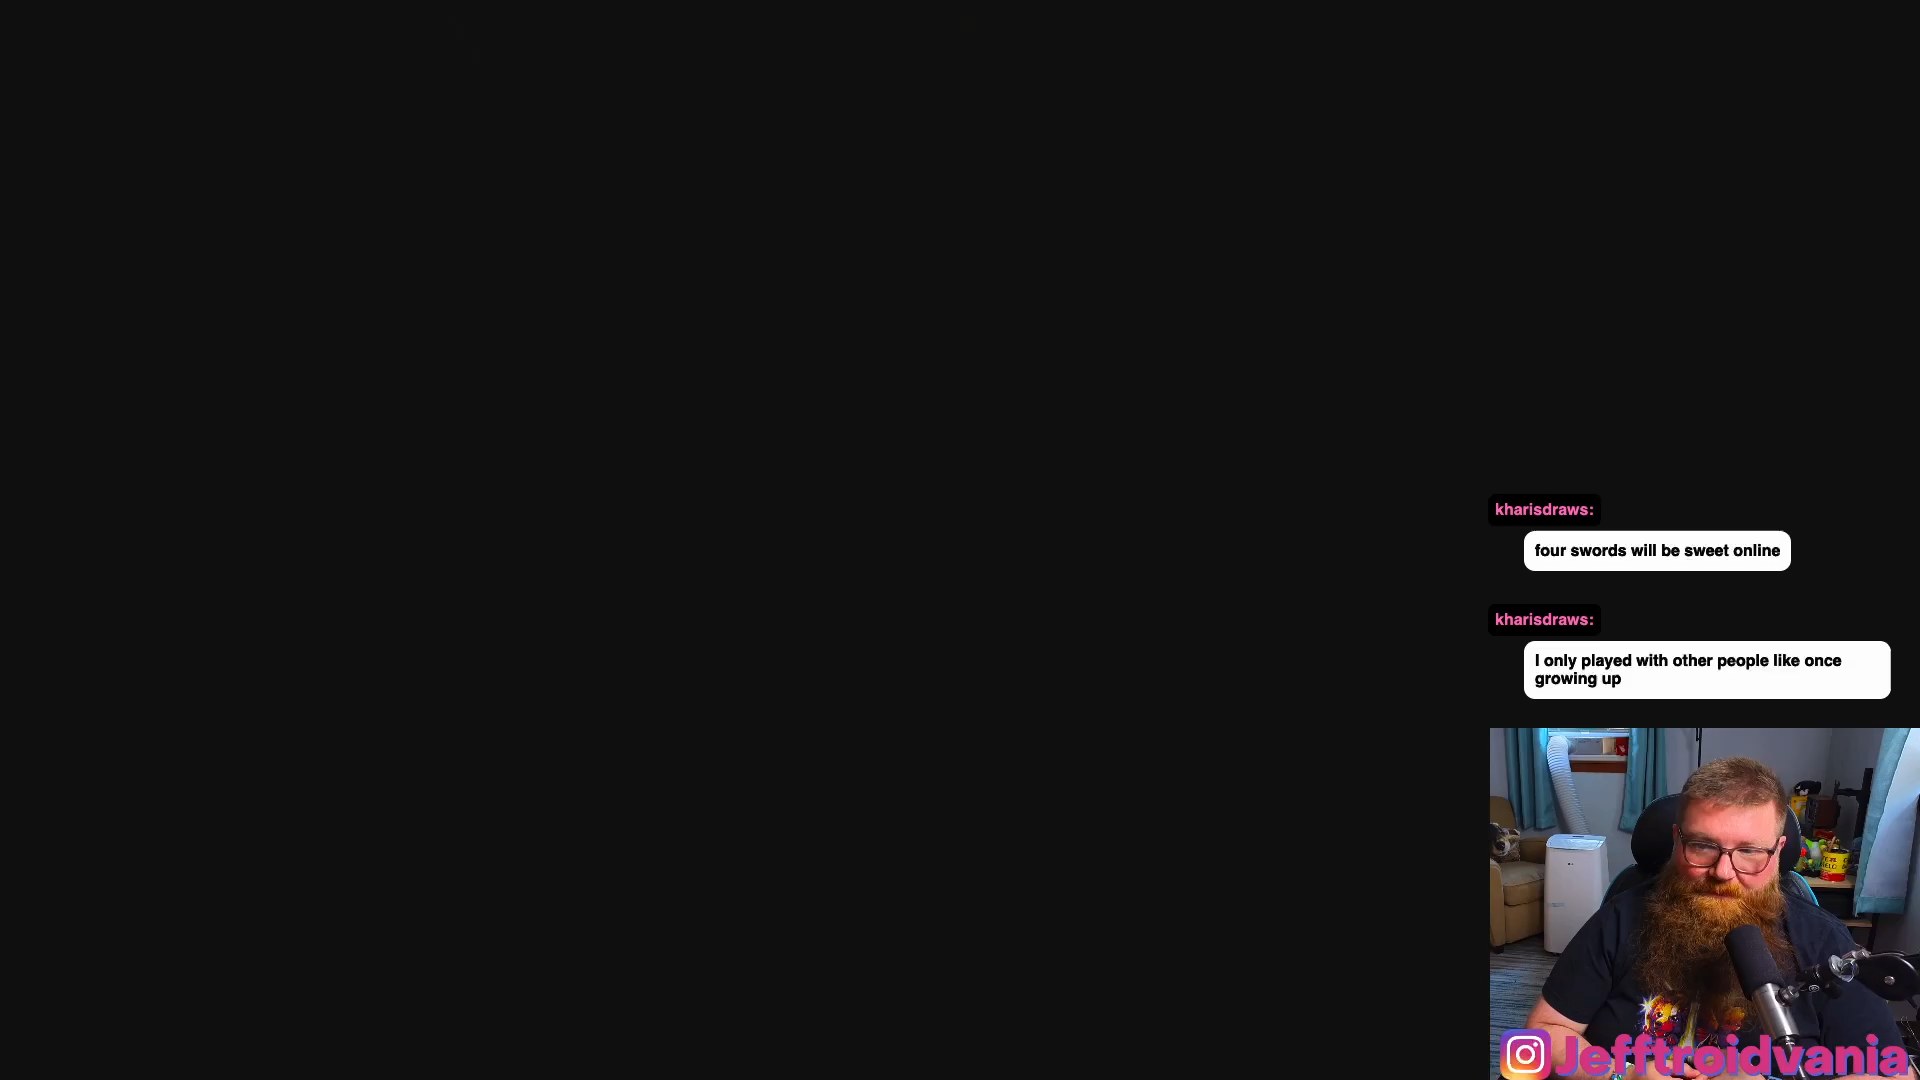 kharisdraws:
four swords will be sweet online
kharisdraws:
I only played with other people like once
growing up
Jefftroidvania